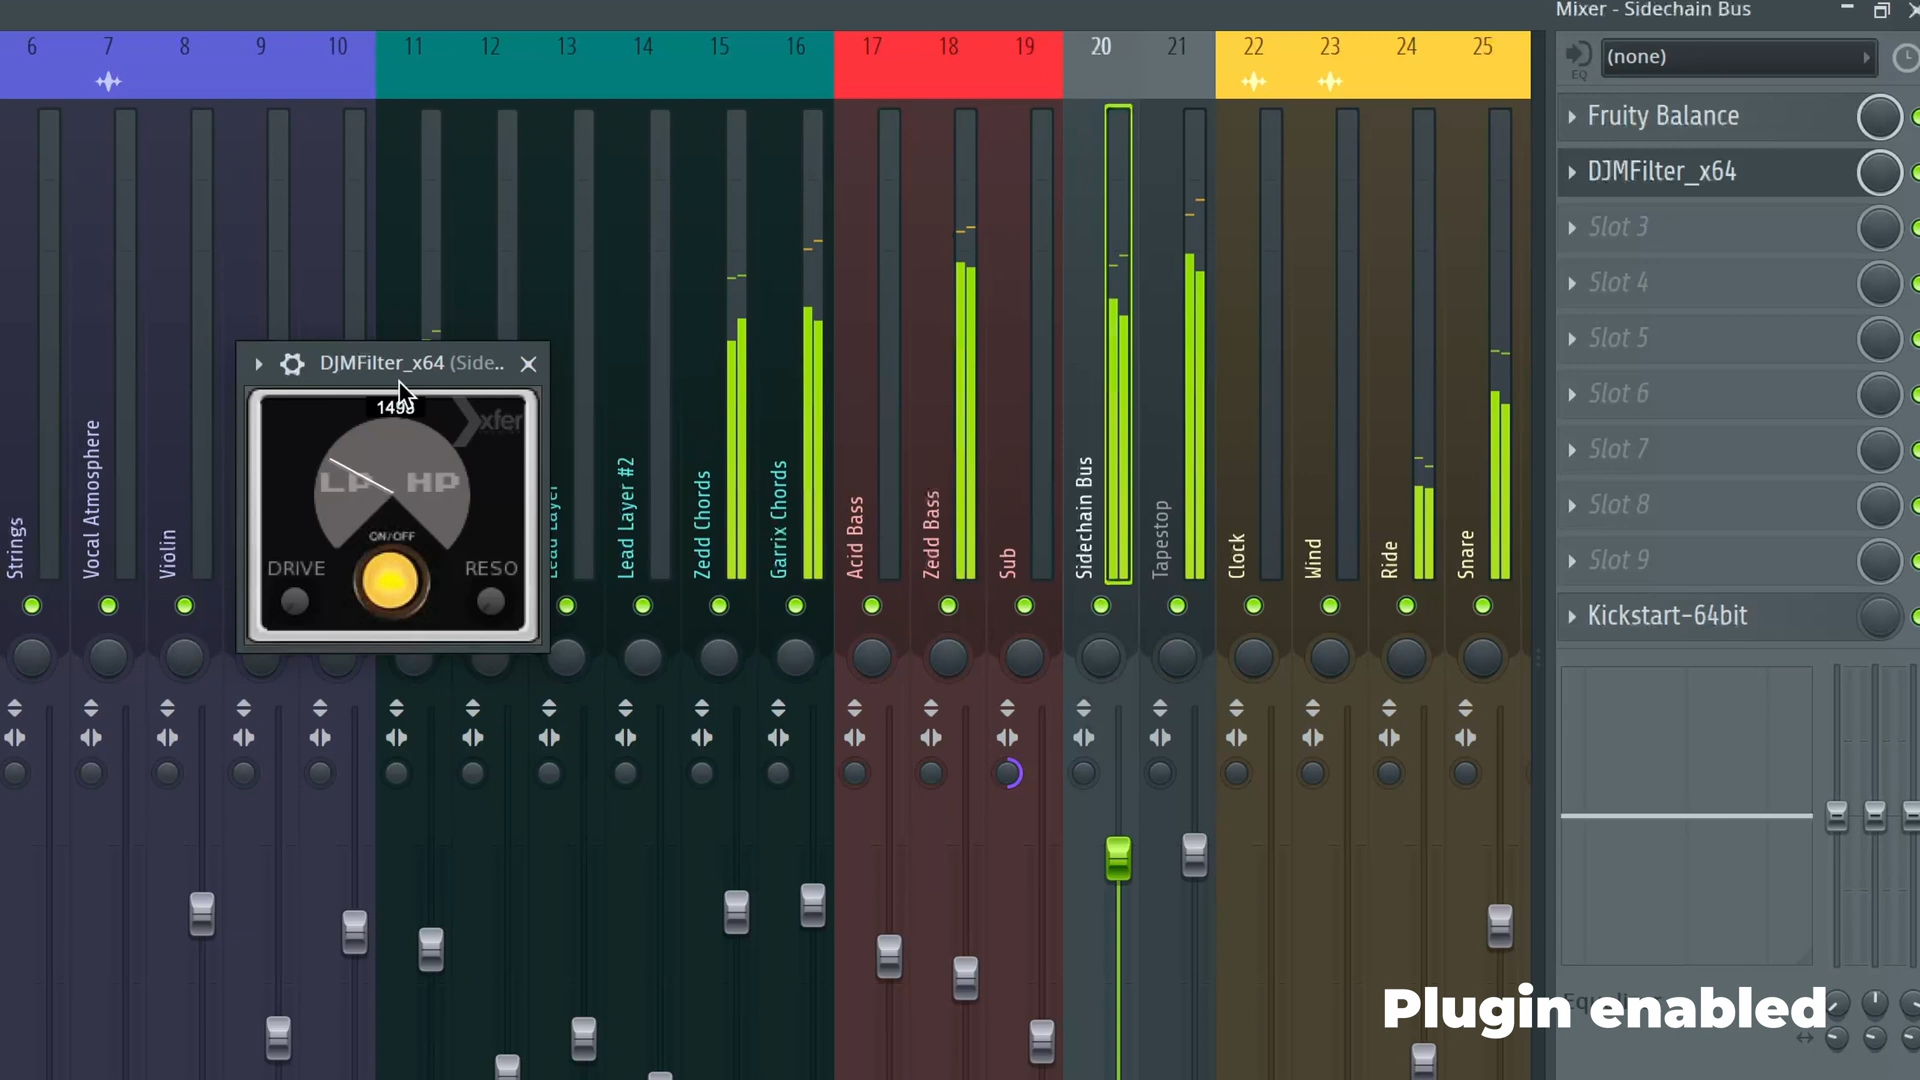 Mixer - Sidechain Bus
6 7 8 9 10 11 12 13 14 15 16 17 18 19 20 21 22 23 24 25
EQ
(none)
Fruity Balance
DJMFilter_x64
Slot 3
Slot 4
Slot 5
Slot 6
Slot 7
Slot 8
Slot 9
Kickstart-64bit
DJMFilter_x64 (Side..
xfer
LP HP
ON/OFF
DRIVE
RESO
Strings
Vocal Atmosphere
Violin
Lead Layer
Lead Layer #2
Zedd Chords
Garrix Chords
Acid Bass
Zedd Bass
Sub
Sidechain Bus
Tapestop
Clock
Wind
Ride
Snare
Plugin enabled